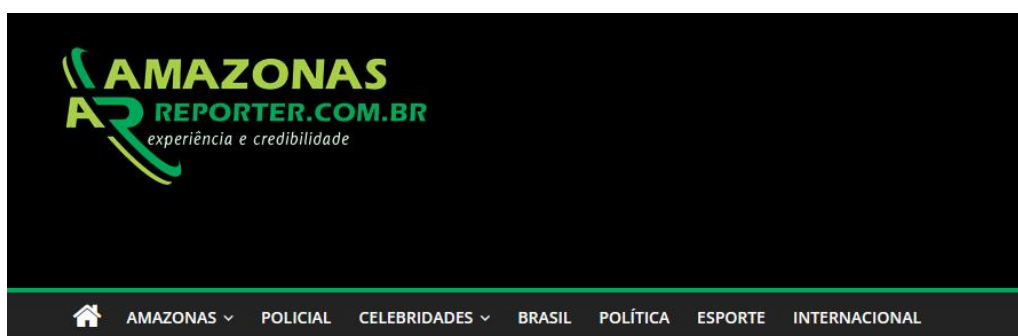 AMAZONAS
AR REPORTER.COM.BR
experiência e credibilidade
AMAZONAS POLICIAL CELEBRIDADES BRASIL POLÍTICA ESPORTE INTERNACIONAL